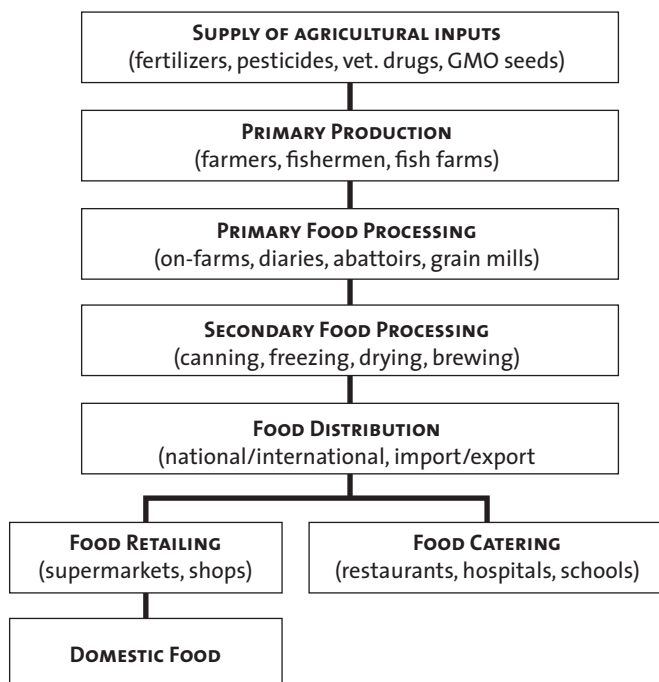 Supply of agricultural inputs
(fertilizers, pesticides, vet. drugs, GMO seeds)
Primary Production
(farmers, fishermen, fish farms)
Primary Food Processing
(on-farms, diaries, abattoirs, grain mills)
Secondary Food Processing
(canning, freezing, drying, brewing)
Food Distribution
(national/international, import/export
Food Retailing
(supermarkets, shops)
Food Catering
(restaurants, hospitals, schools)
Domestic Food